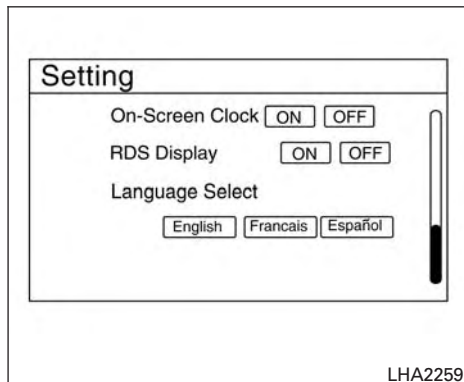 Setting
On-Screen Clock ON OFF
RDS Display ON OFF
Language Select
English Francais Español
LHA2259